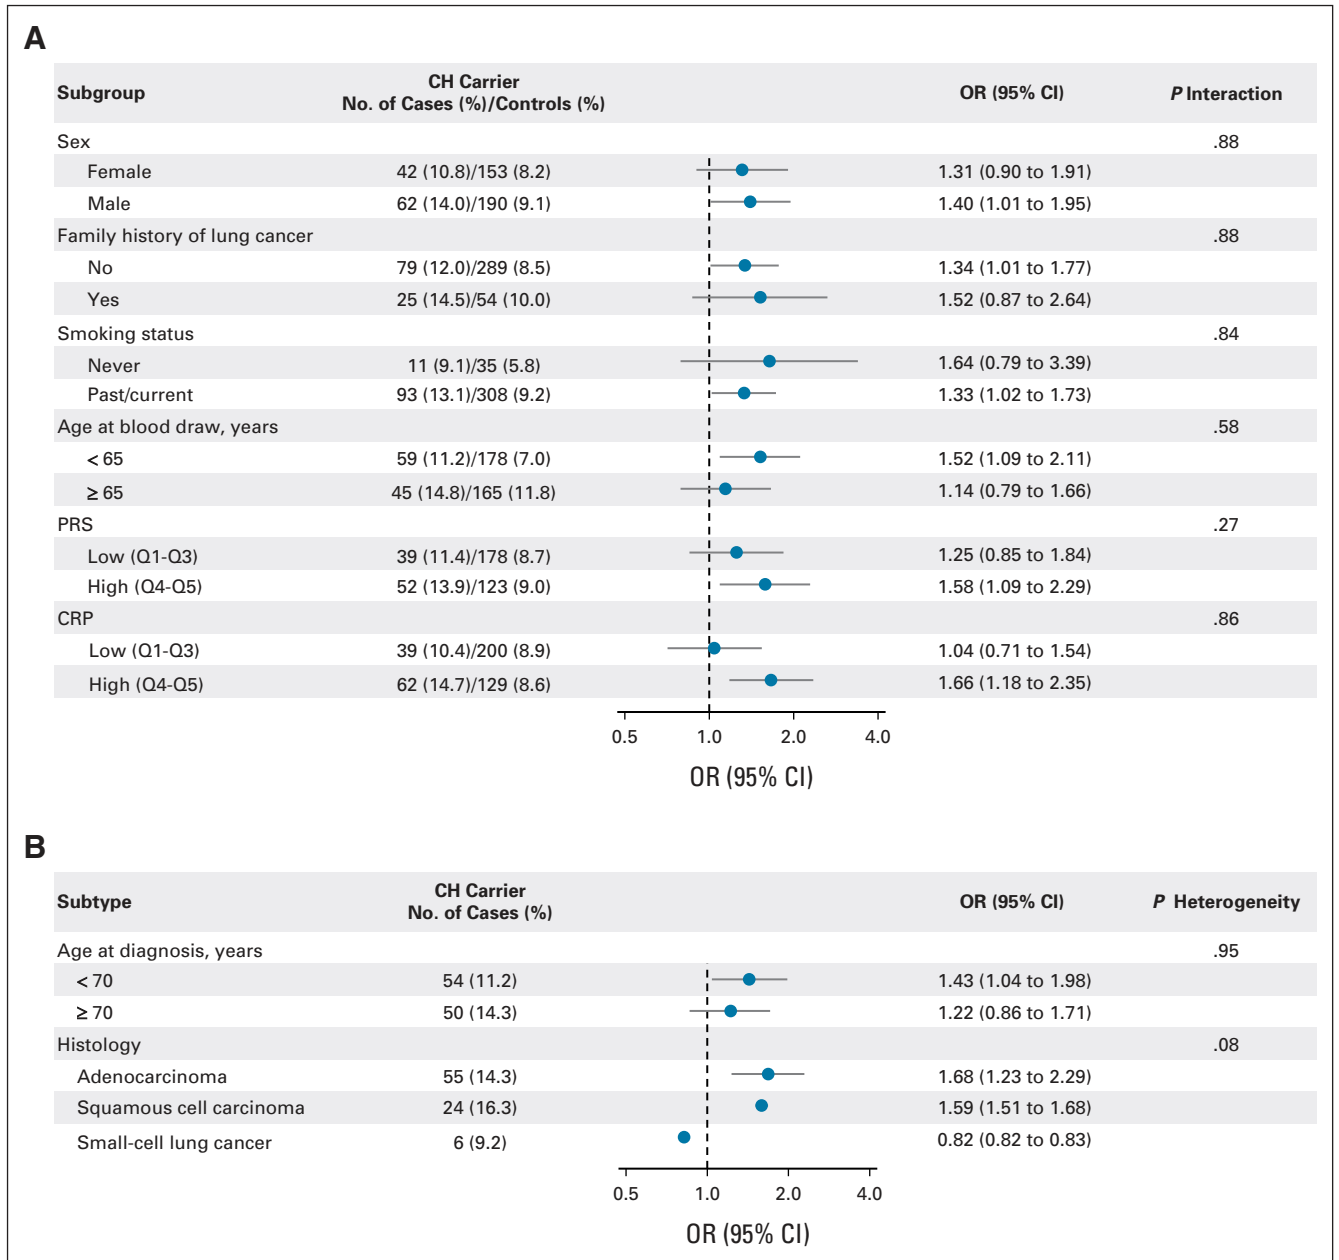 A
Subgroup CH Carrier No. of Cases (%)/Controls (%) OR (95% CI) P Interaction
Sex .88
Female 42 (10.8)/153 (8.2) 1.31 (0.90 to 1.91)
Male 62 (14.0)/190 (9.1) 1.40 (1.01 to 1.95)
Family history of lung cancer .88
No 79 (12.0)/289 (8.5) 1.34 (1.01 to 1.77)
Yes 25 (14.5)/54 (10.0) 1.52 (0.87 to 2.64)
Smoking status .84
Never 11 (9.1)/35 (5.8) 1.64 (0.79 to 3.39)
Past/current 93 (13.1)/308 (9.2) 1.33 (1.02 to 1.73)
Age at blood draw, years .58
< 65 59 (11.2)/178 (7.0) 1.52 (1.09 to 2.11)
≥ 65 45 (14.8)/165 (11.8) 1.14 (0.79 to 1.66)
PRS .27
Low (Q1-Q3) 39 (11.4)/178 (8.7) 1.25 (0.85 to 1.84)
High (Q4-Q5) 52 (13.9)/123 (9.0) 1.58 (1.09 to 2.29)
CRP .86
Low (Q1-Q3) 39 (10.4)/200 (8.9) 1.04 (0.71 to 1.54)
High (Q4-Q5) 62 (14.7)/129 (8.6) 1.66 (1.18 to 2.35)
0.5 1.0 2.0 4.0
OR (95% CI)
B
Subtype CH Carrier No. of Cases (%) OR (95% CI) P Heterogeneity
Age at diagnosis, years .95
< 70 54 (11.2) 1.43 (1.04 to 1.98)
≥ 70 50 (14.3) 1.22 (0.86 to 1.71)
Histology .08
Adenocarcinoma 55 (14.3) 1.68 (1.23 to 2.29)
Squamous cell carcinoma 24 (16.3) 1.59 (1.51 to 1.68)
Small-cell lung cancer 6 (9.2) 0.82 (0.82 to 0.83)
0.5 1.0 2.0 4.0
OR (95% CI)